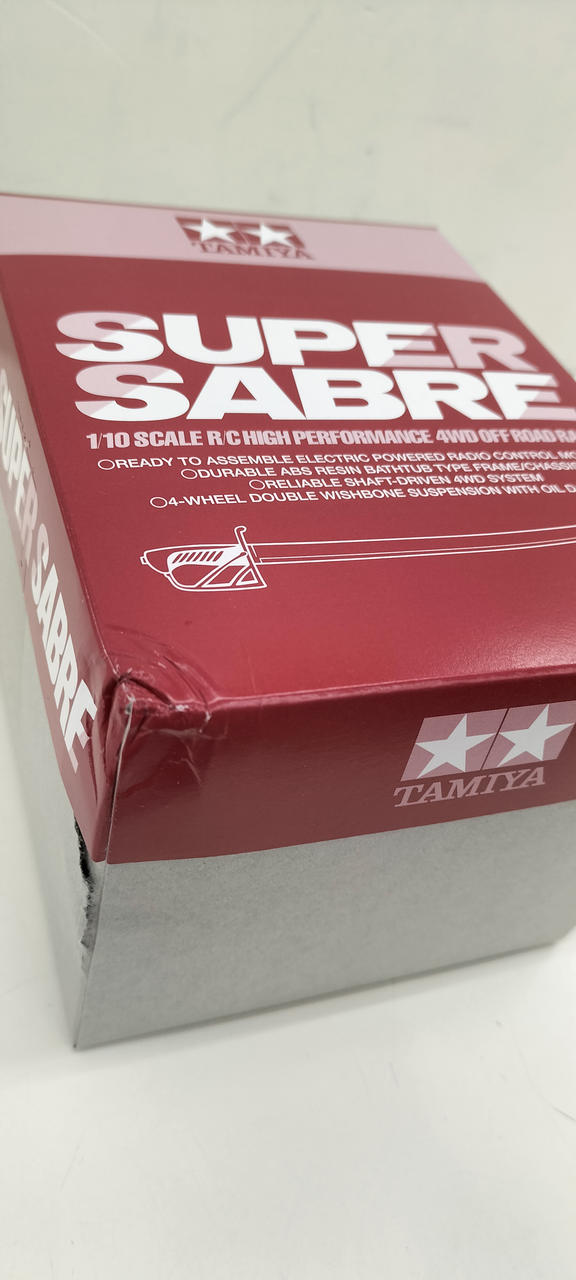 TAMIYA
SUPER
SABRE
1/10 SCALE R/C HIGH PERFORMANCE 4WD OFF ROAD
○READY TO ASSEMBLE ELECTRIC POWERED RADIO CONTROL
○DURABLE ABS RESIN BATHTUB TYPE FRAME/CHASSIS
○RELIABLE SHAFT-DRIVEN 4WD SYSTEM
○4-WHEEL DOUBLE WISHBONE SUSPENSION WITH OIL
SUPER SABRE
TAMIYA